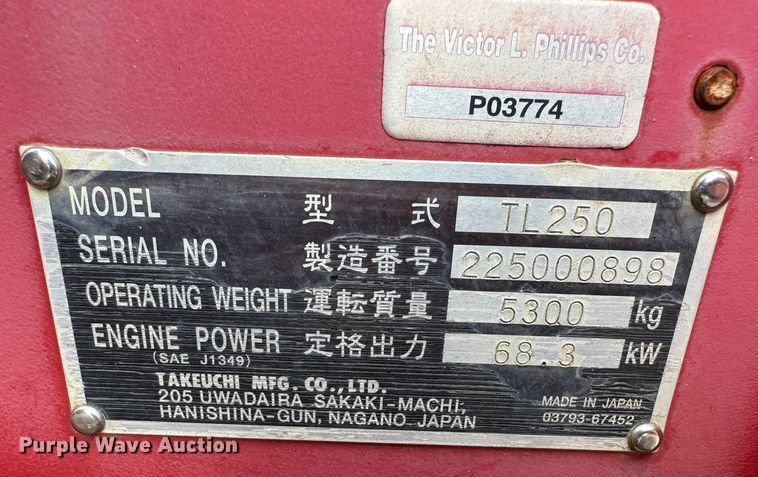 The Victor L. Phillips Co.
P03774
MODEL 型 式 TL250
SERIAL NO. 製造番号 225000898
OPERATING WEIGHT 運転質量 5300 kg
ENGINE POWER 定格出力 68.3 kW
(SAE J1349)
TAKEUCHI MFG. CO., LTD.
205 UWADAIRA SAKAKI-MACHI,
HANISHINA-GUN, NAGANO JAPAN
MADE IN JAPAN
03793-67452
Purple Wave Auction